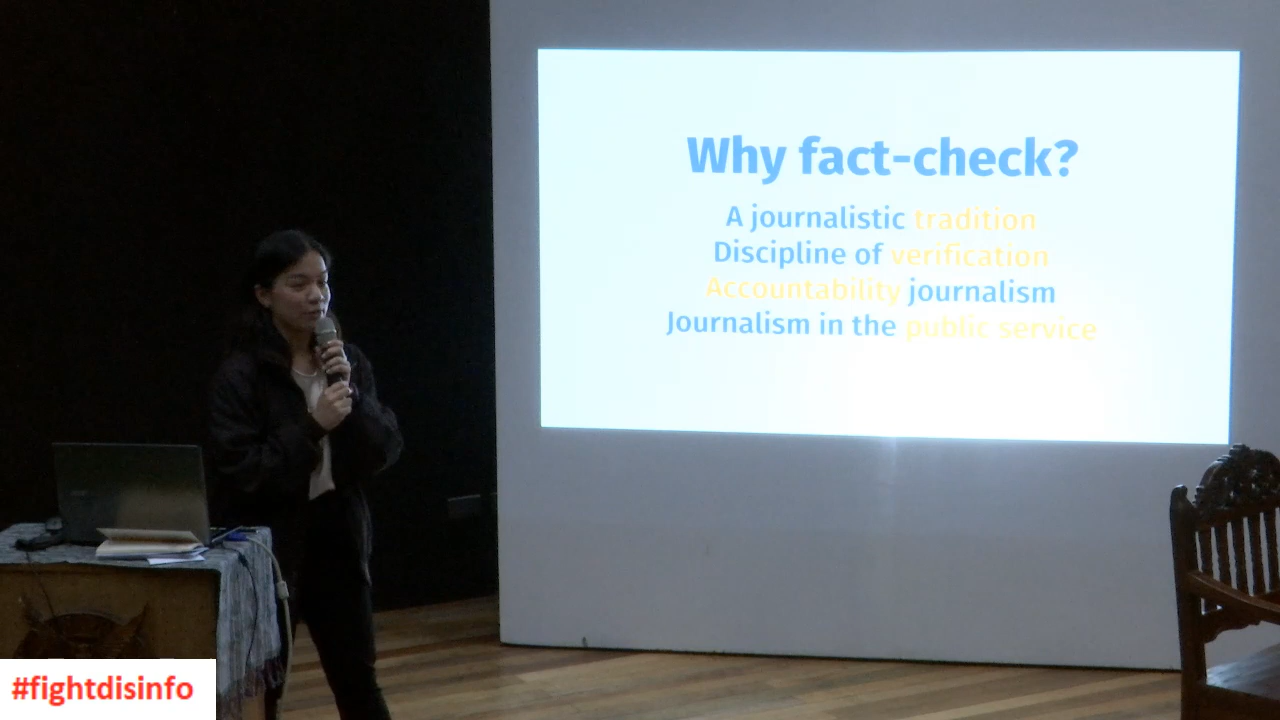 Why fact-check?
A journalistic tradition
Discipline of verification
Accountability journalism
Journalism in the public service
#fightdisinfo